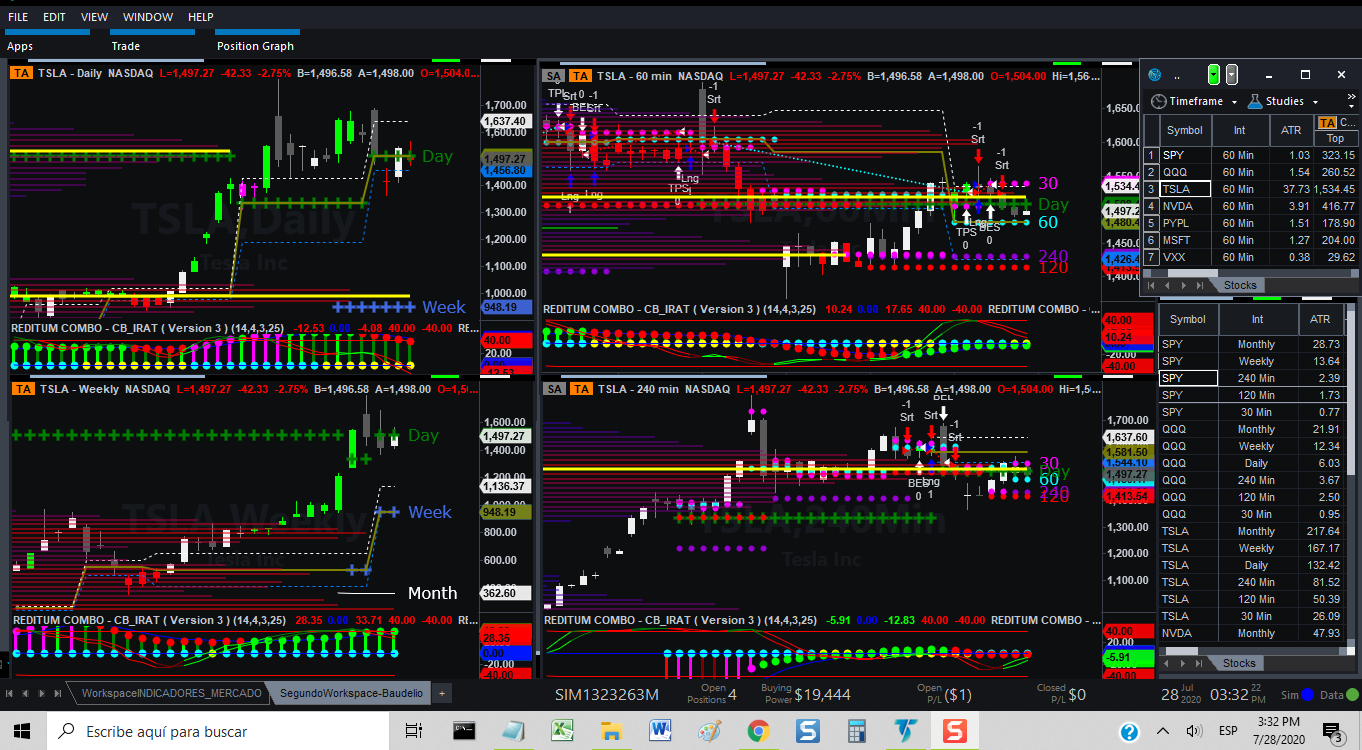 FILE EDIT VIEW WINDOW HELP
Apps Trade Position Graph
TA TSLA - Daily NASDAQ L=1,497.27 -42.33 -2.75% B=1,496.58 A=1,498.00 O=1,504.0...
1,700.00
1,637.40
1,600.00
Day
1,497.27
1,456.80
1,400.00
TSLA,Daily
1,300.00
1,200.00
Tesla Inc
1,100.00
1,000.00
Week
948.19
REDITUM COMBO - CB_IRAT ( Version 3 ) (14,4,3,25) -12.53 0.00 -4.08 40.00 -40.00 RE...
40.00
20.00
TA TSLA - Weekly NASDAQ L=1,497.27 -42.33 -2.75% B=1,496.58 A=1,498.00 O=1,5...
1,600.00
Day
1,497.27
1,400.00
1,200.00
1,136.37
TSLA,Weekly
Week
948.19
800.00
Tesla Inc
600.00
Month
362.60
REDITUM COMBO - CB_IRAT ( Version 3 ) (14,4,3,25) 28.35 0.00 33.71 40.00 -40.00 RE...
28.35
0.00
-20.00
-40.00
SA TA TSLA - 60 min NASDAQ L=1,497.27 -42.33 -2.75% B=1,496.58 A=1,498.00 O=1,504.00 Hi=1,56...
-1
Srt
TPL 0 -1
Srt
-1
Srt
-1
Srt
Lng
TPS
0
Lng
TPS
0
BES
0
30
Day
60
240
120
1,650....
1,600.0
1,550.0
1,534.4
1,497.2
1,480.4
1,450.0
1,426.4
1,400.0
REDITUM COMBO - CB_IRAT ( Version 3 ) (14,4,3,25) 10.24 0.00 17.65 40.00 -40.00 REDITUM COMBO - ...
40.00
10.24
-20.00
-40.00
SA TA TSLA - 240 min NASDAQ L=1,497.27 -42.33 -2.75% B=1,496.58 A=1,498.00 O=1,504.00 Hi=1,5...
-1
Srt
BEL
Srt
-1
Srt
BES
0
Lng
1
30
Day
60
240
120
1,700.00
1,637.60
1,581.50
1,544.10
1,497.27
1,413.54
1,300.00
1,200.00
1,100.00
Tesla Inc
REDITUM COMBO - CB_IRAT ( Version 3 ) (14,4,3,25) -5.91 0.00 -12.83 40.00 -40.00 REDITUM COMBO - ...
40.00
20.00
-5.91
-40.00
Timeframe Studies
Symbol Int ATR TA C...
Top
1 SPY 60 Min 1.03 323.15
2 QQQ 60 Min 1.54 260.52
3 TSLA 60 Min 37.73 1,534.45
4 NVDA 60 Min 3.91 416.77
5 PYPL 60 Min 1.51 178.90
6 MSFT 60 Min 1.27 204.00
7 VXX 60 Min 0.38 29.62
Stocks
Symbol Int ATR
SPY Monthly 28.73
SPY Weekly 13.64
SPY 240 Min 2.39
SPY 120 Min 1.73
SPY 30 Min 0.77
QQQ Monthly 21.91
QQQ Weekly 12.34
QQQ Daily 6.03
QQQ 240 Min 3.67
QQQ 120 Min 2.50
QQQ 30 Min 0.95
TSLA Monthly 217.64
TSLA Weekly 167.17
TSLA Daily 132.42
TSLA 240 Min 81.52
TSLA 120 Min 50.39
TSLA 30 Min 26.09
NVDA Monthly 47.93
Stocks
WorkspaceINDICADORES_MERCADO SegundoWorkspace-Baudelio +
SIM1323263M Open Positions 4 Buying Power $19,444 Open P/L ($1) Closed P/L $0 28 Jul 2020 03:32 22 PM Sim Data
Escribe aquí para buscar
ESP
3:32 PM
7/28/2020
3